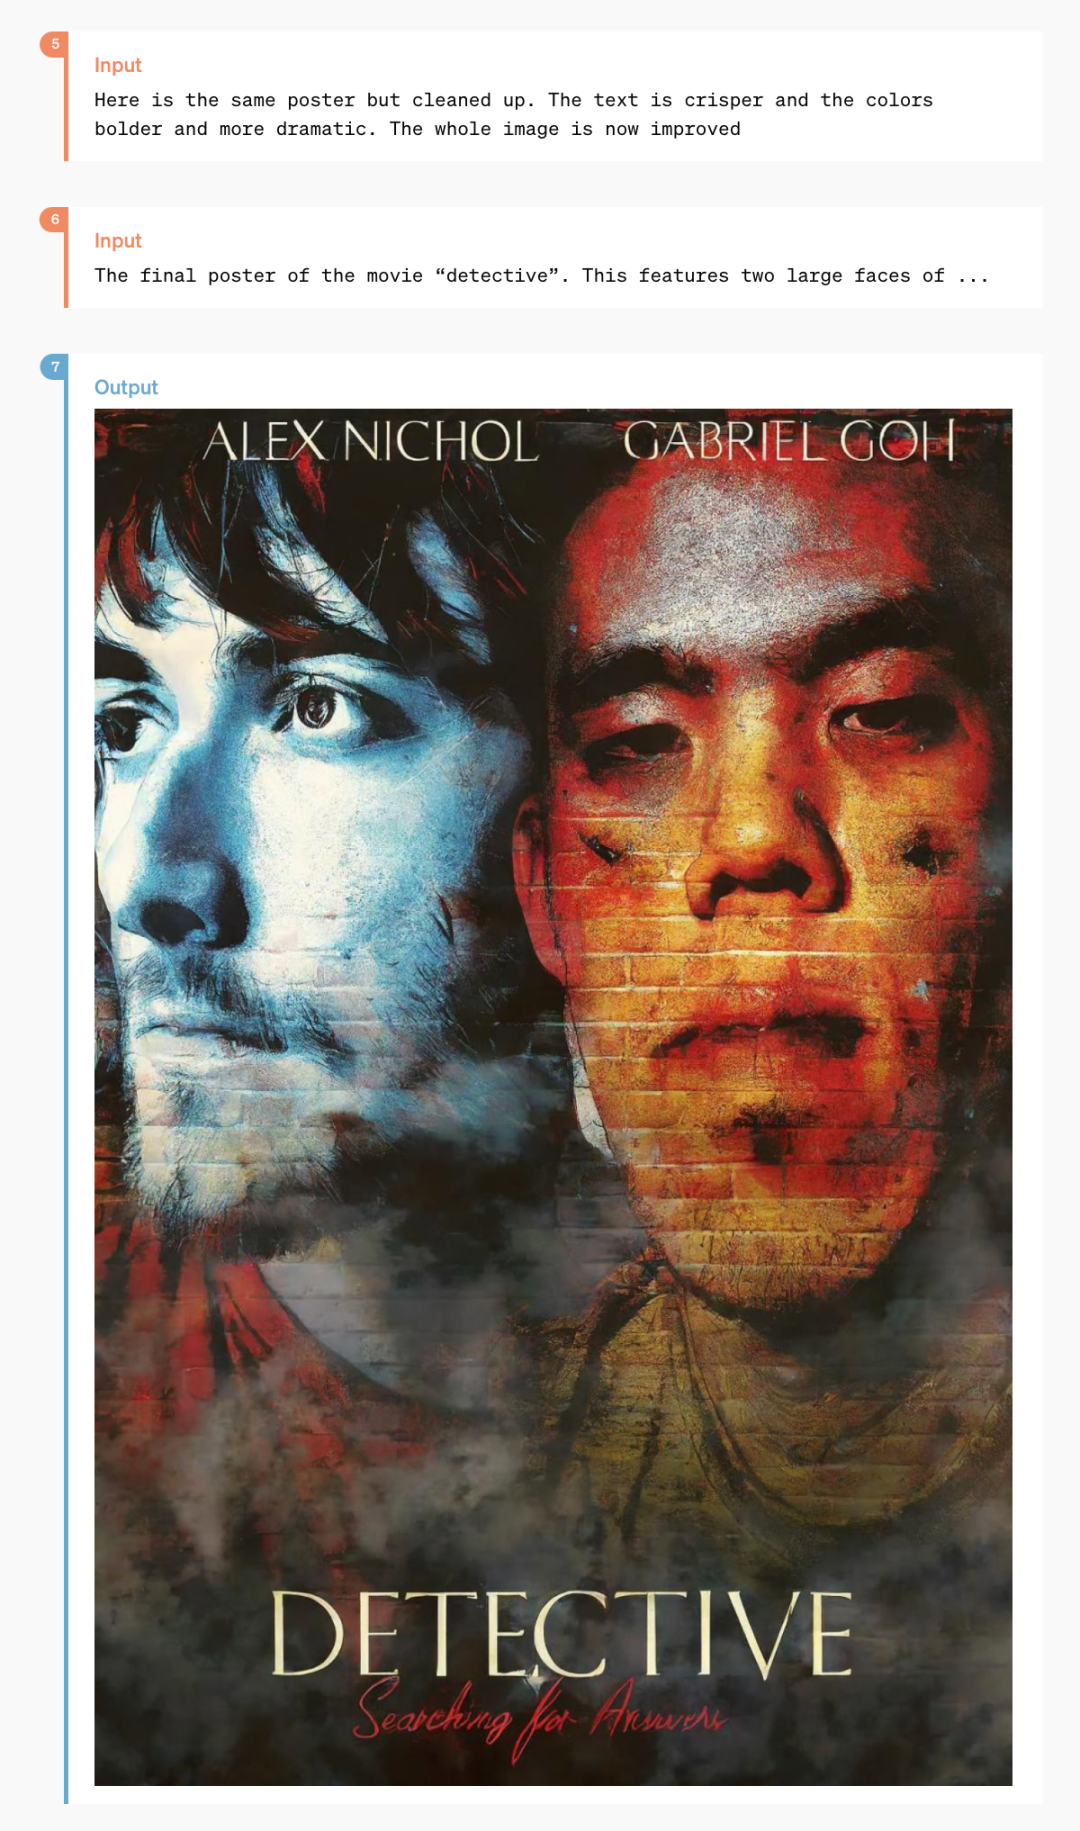 5
Input
Here is the same poster but cleaned up. The text is crisper and the colors
bolder and more dramatic. The whole image is now improved
6
Input
The final poster of the movie “detective”. This features two large faces of ...
7
Output
ALEX NICHOL GABRIEL GOH
DETECTIVE
Searching For Answers